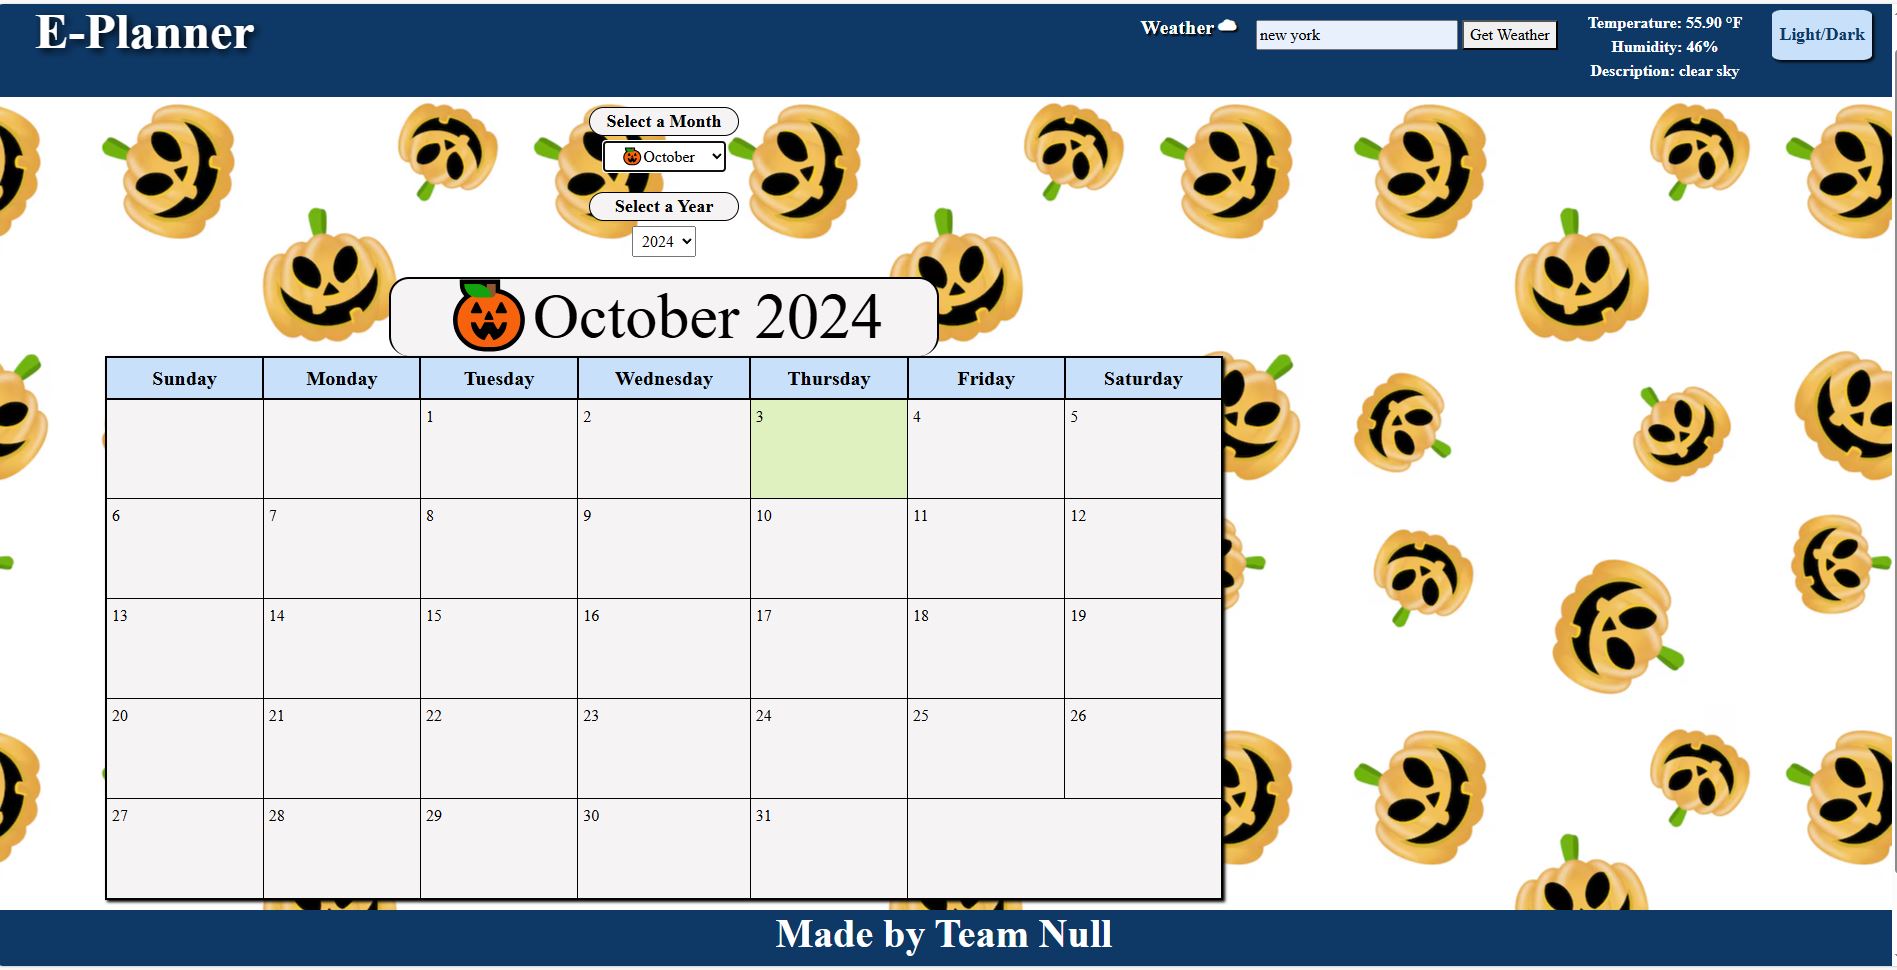 E-Planner
Weather
new york
Get Weather
Temperature: 55.90 °F
Humidity: 46%
Description: clear sky
Light/Dark
Select a Month
October
Select a Year
2024
October 2024
Sunday Monday Tuesday Wednesday Thursday Friday Saturday
1 2 3 4 5
6 7 8 9 10 11 12
13 14 15 16 17 18 19
20 21 22 23 24 25 26
27 28 29 30 31
Made by Team Null